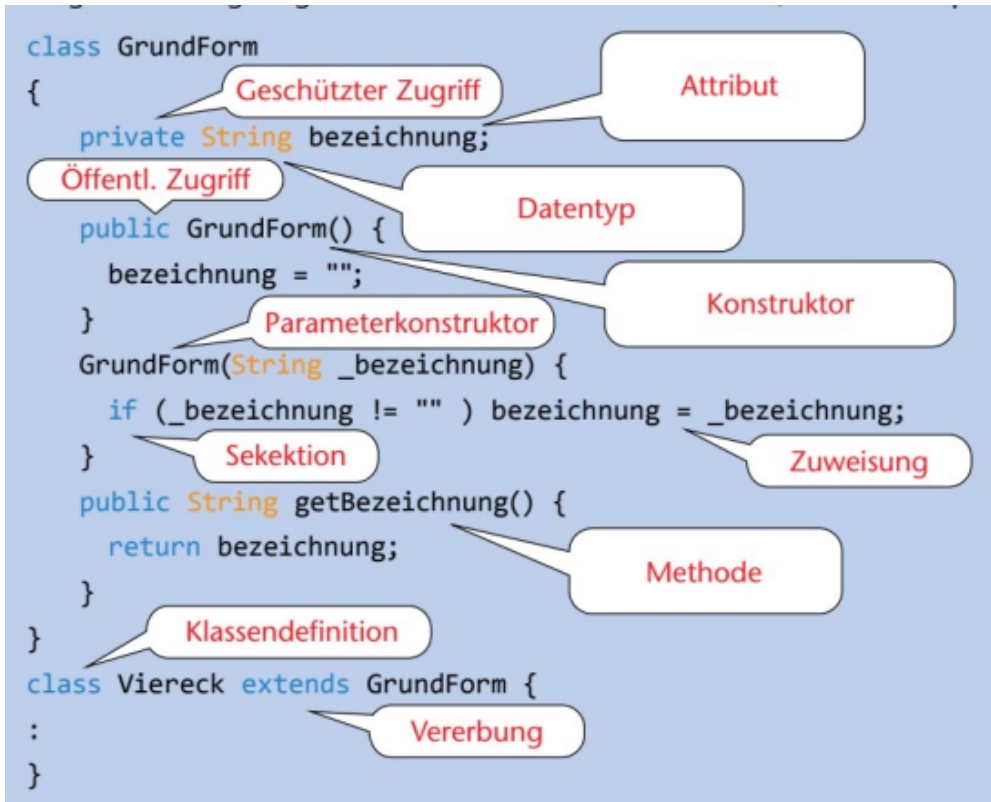 class GrundForm
{
Geschützter Zugriff
Attribut
private String bezeichnung;
Öffentl. Zugriff
Datentyp
public GrundForm() {
bezeichnung = "";
Konstruktor
}
Parameterkonstruktor
GrundForm(String _bezeichnung) {
if (_bezeichnung != "" ) bezeichnung = _bezeichnung;
}
Sekektion
Zuweisung
public String getBezeichnung() {
return bezeichnung;
Methode
}
}
Klassendefinition
class Viereck extends GrundForm {
:
Vererbung
}